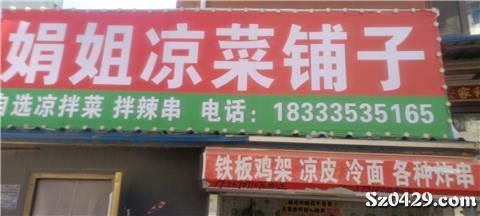 娟姐凉菜铺子
自选凉拌菜 拌辣串 电话：18333535165
铁板鸡架 凉皮 冷面 各种炸串
Sz0429.com